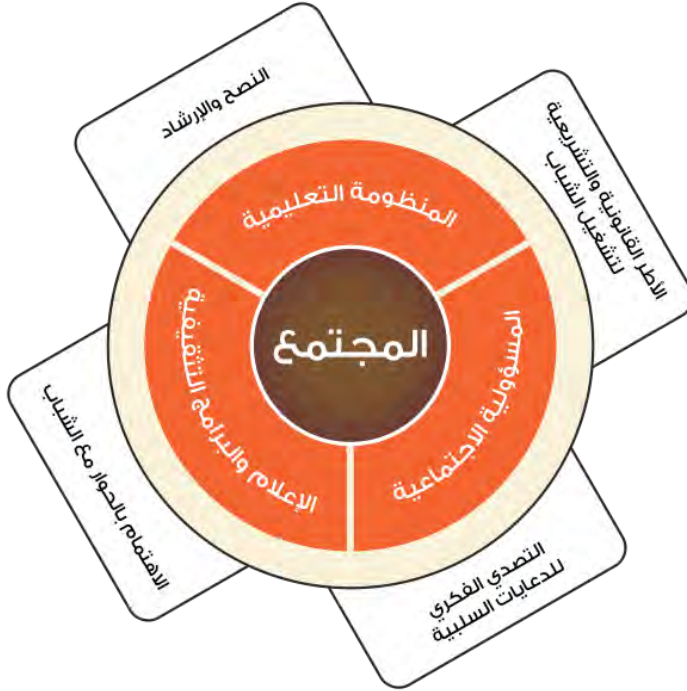 النصح والإرشاد
الأطر القانونية والتشريعية
لتشغيل الشباب
المنظومة التعليمية
المجتمع
المسؤولية الاجتماعية
الإعلام والبرامج التثقيفية
الاهتمام بالحوار مع الشباب
التصدي الفكري
للدعايات السلبية